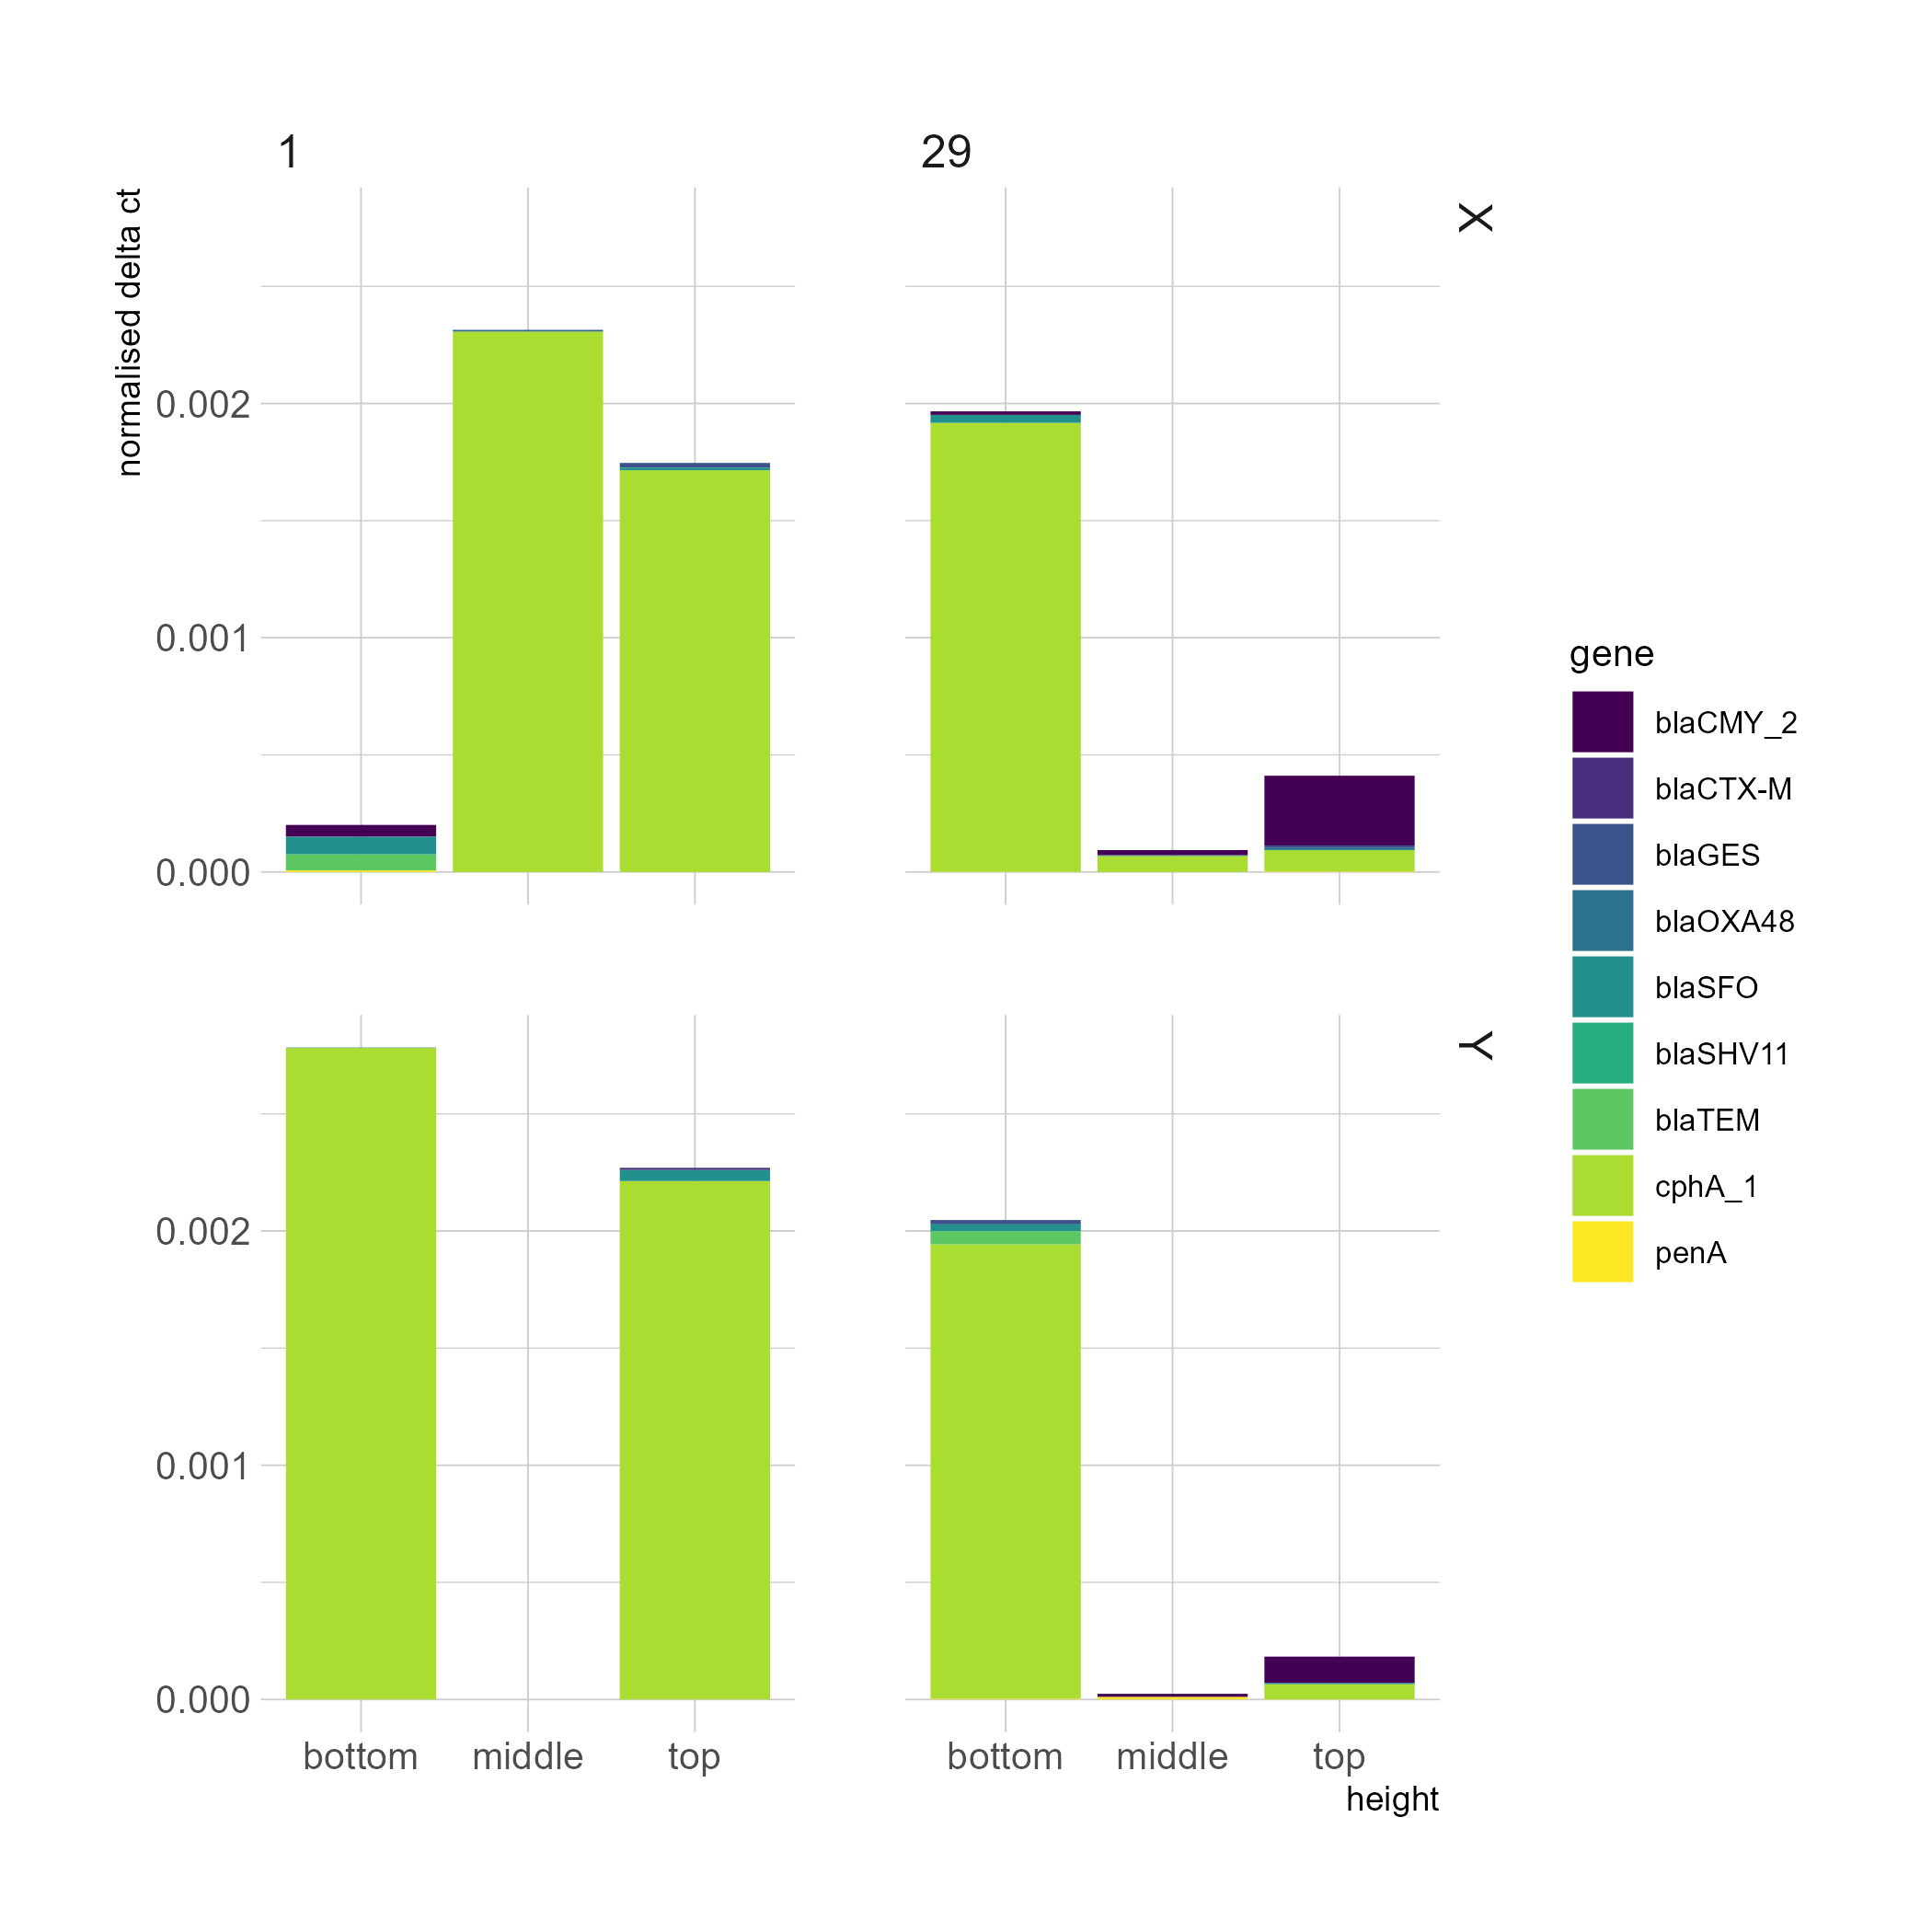 1
29
normalised delta ct
X
0.002
0.001
0.000
Y
0.002
0.001
0.000
bottom
middle
top
bottom
middle
top
height
gene
blaCMY_2
blaCTX-M
blaGES
blaOXA48
blaSFO
blaSHV11
blaTEM
cphA_1
penA